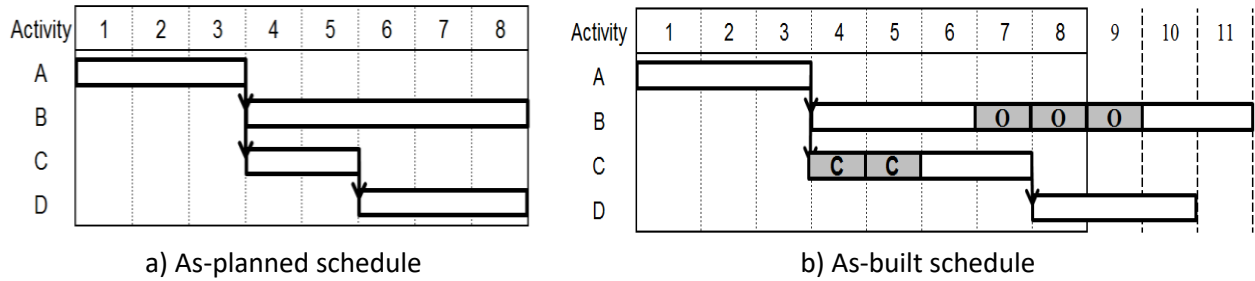 Activity 1 2 3 4 5 6 7 8
A
B
C
D
a) As-planned schedule
Activity 1 2 3 4 5 6 7 8 9 10 11
A
B O O O
C C C
D
b) As-built schedule